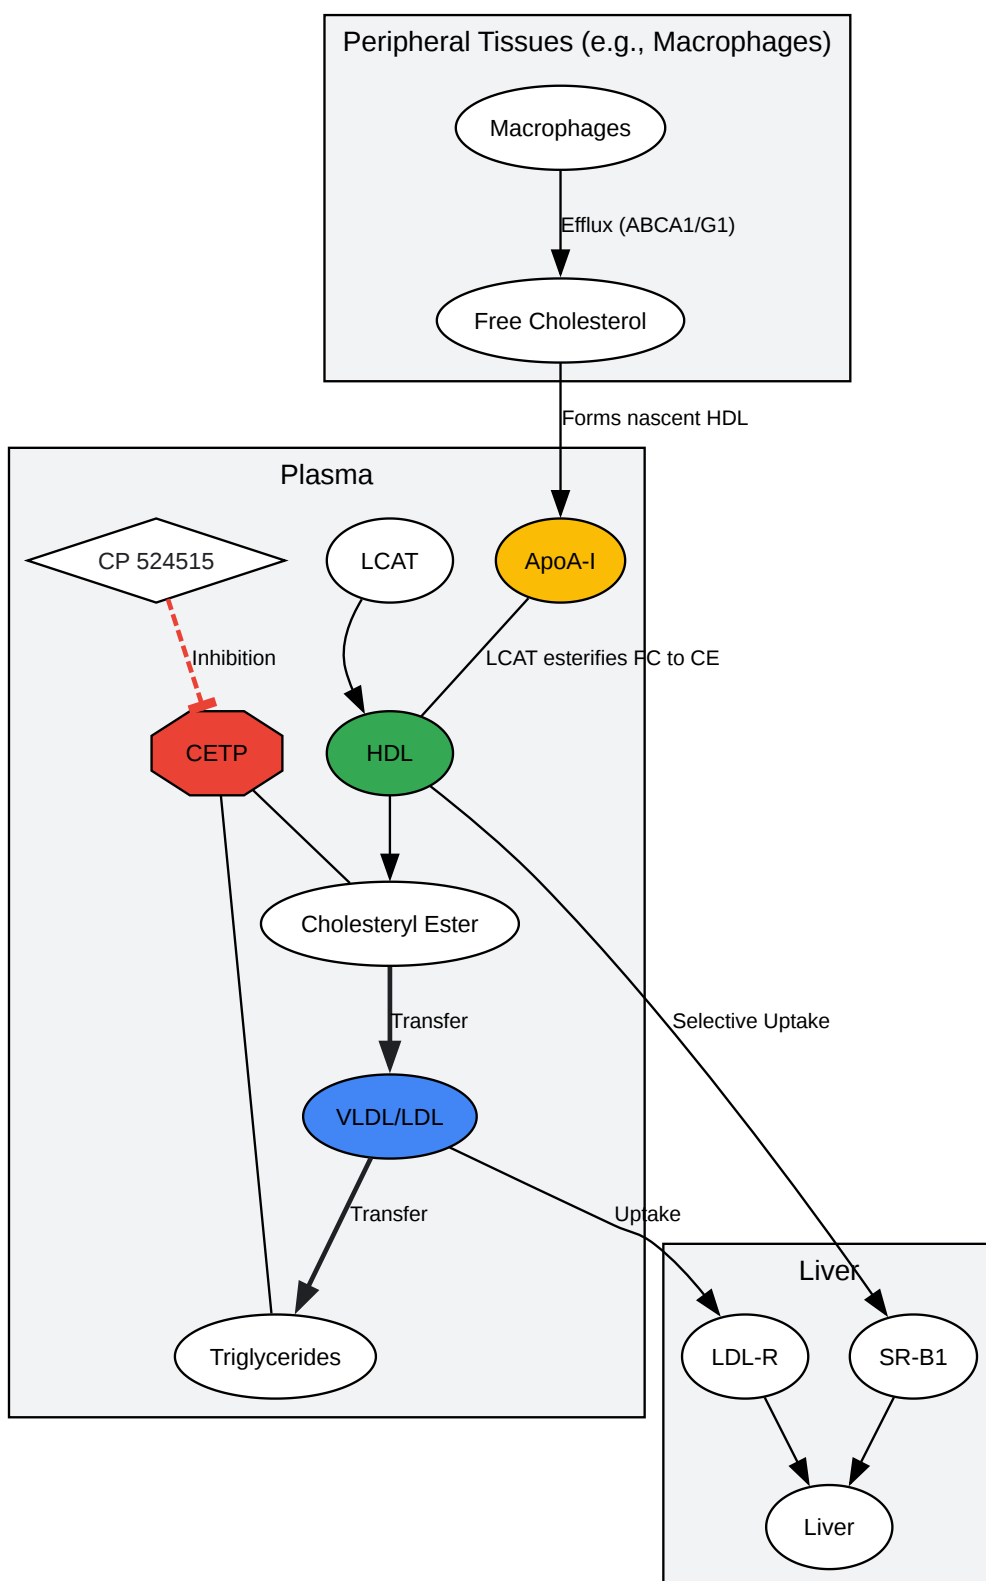 Peripheral Tissues (e.g., Macrophages)
Macrophages
Efflux (ABCA1/G1)
Free Cholesterol
Forms nascent HDL
Plasma
CP 524515
LCAT
ApoA-I
Inhibition
LCAT esterifies FC to CE
CETP
HDL
Cholesteryl Ester
Transfer
Selective Uptake
VLDL/LDL
Transfer
Uptake
Liver
Triglycerides
LDL-R
SR-B1
Liver